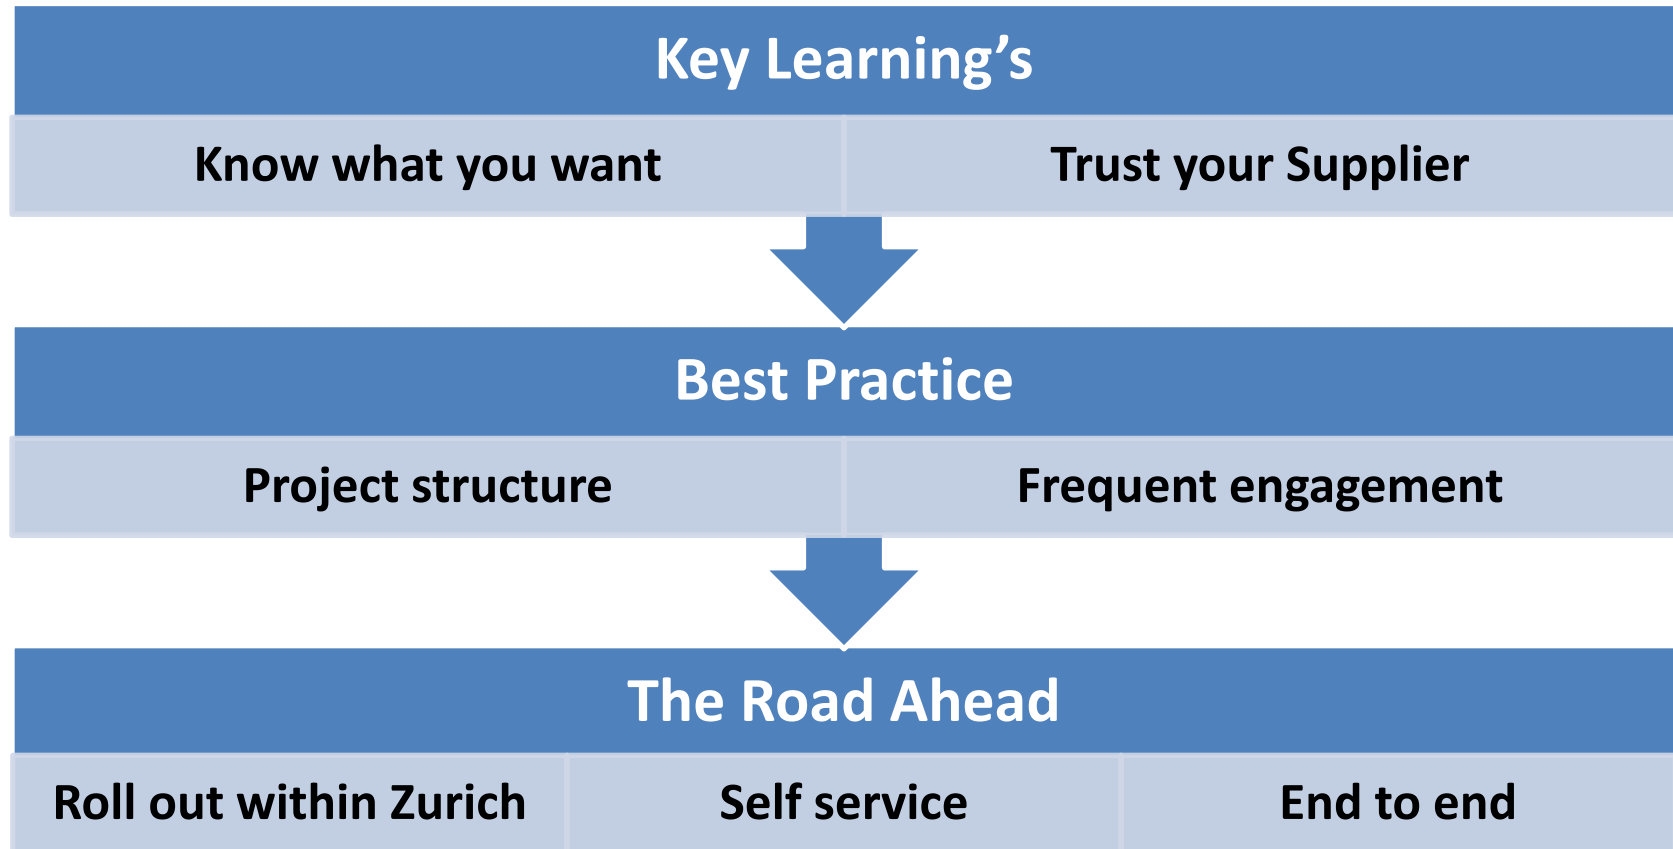 Key Learning’s
Know what you want
Trust your Supplier
Best Practice
Project structure
Frequent engagement
The Road Ahead
Roll out within Zurich
Self service
End to end